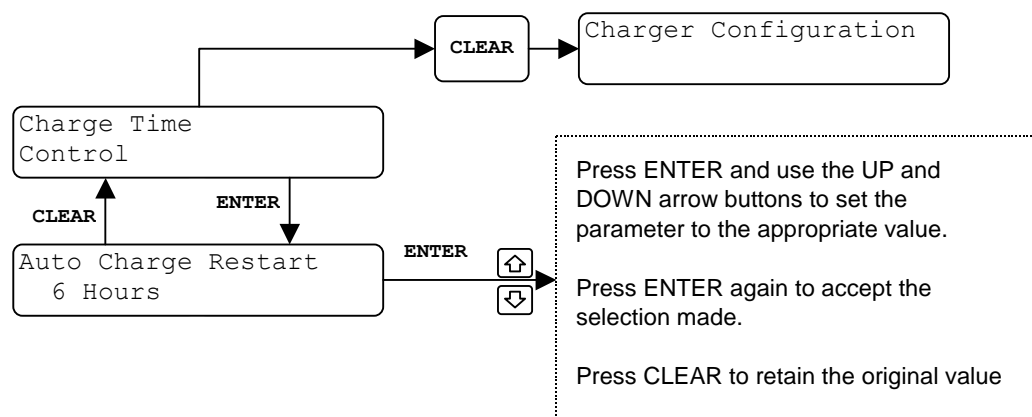 CLEAR
Charger Configuration
Charge Time
Control
CLEAR
ENTER
Auto Charge Restart
6 Hours
ENTER
Press ENTER and use the UP and
DOWN arrow buttons to set the
parameter to the appropriate value.
Press ENTER again to accept the
selection made.
Press CLEAR to retain the original value